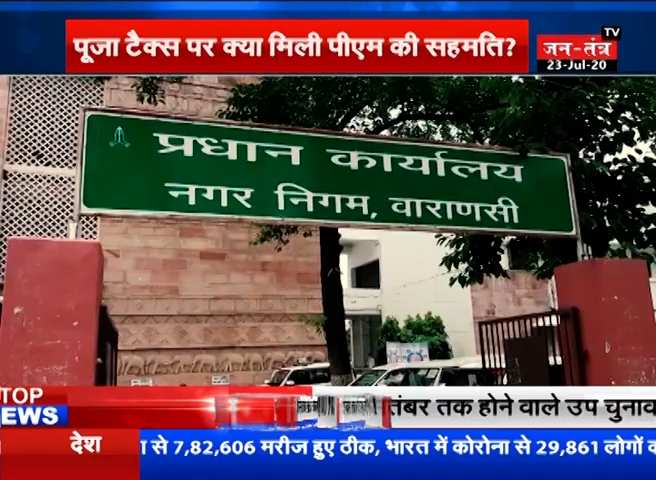 पूजा टैक्स पर क्या मिली पीएम की सहमति?
जन-तंत्र TV
23-Jul-20
प्रधान कार्यालय
नगर निगम, वाराणसी
TOP
NEWS
तंबर तक होने वाले उप चुनाव
देश
से 7,82,606 मरीज हुए ठीक, भारत में कोरोना से 29,861 लोगों